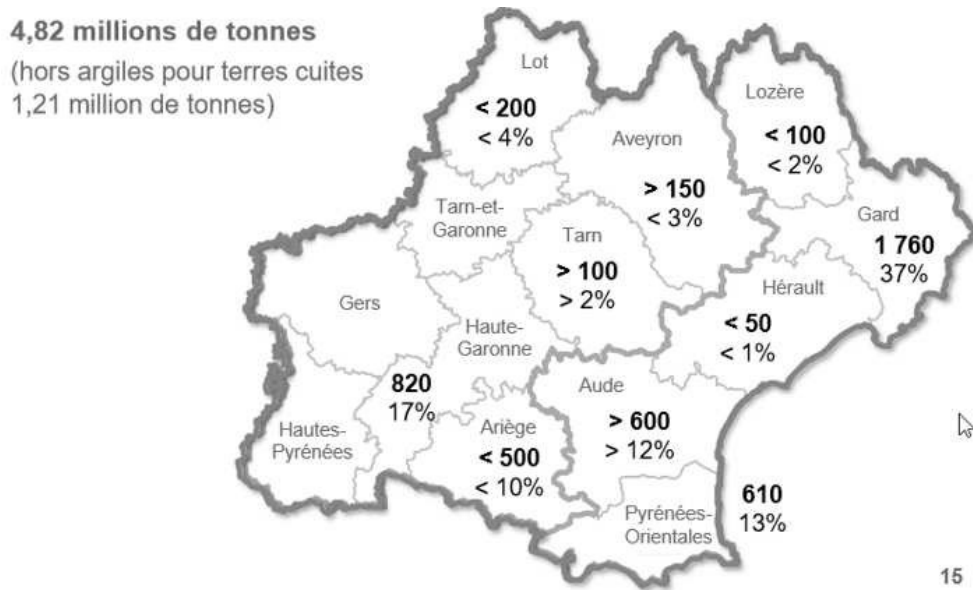 4,82 millions de tonnes
(hors argiles pour terres cuites
1,21 million de tonnes)
Lot
< 200
< 4%
Lozère
< 100
< 2%
Aveyron
> 150
< 3%
Tarn-et-
Garonne
Tarn
> 100
> 2%
Gard
1 760
37%
Hérault
< 50
< 1%
Gers
Haute-
Garonne
820
17%
Hautes-
Pyrénées
Ariège
< 500
< 10%
Aude
> 600
> 12%
Pyrénées-
Orientales
610
13%
15